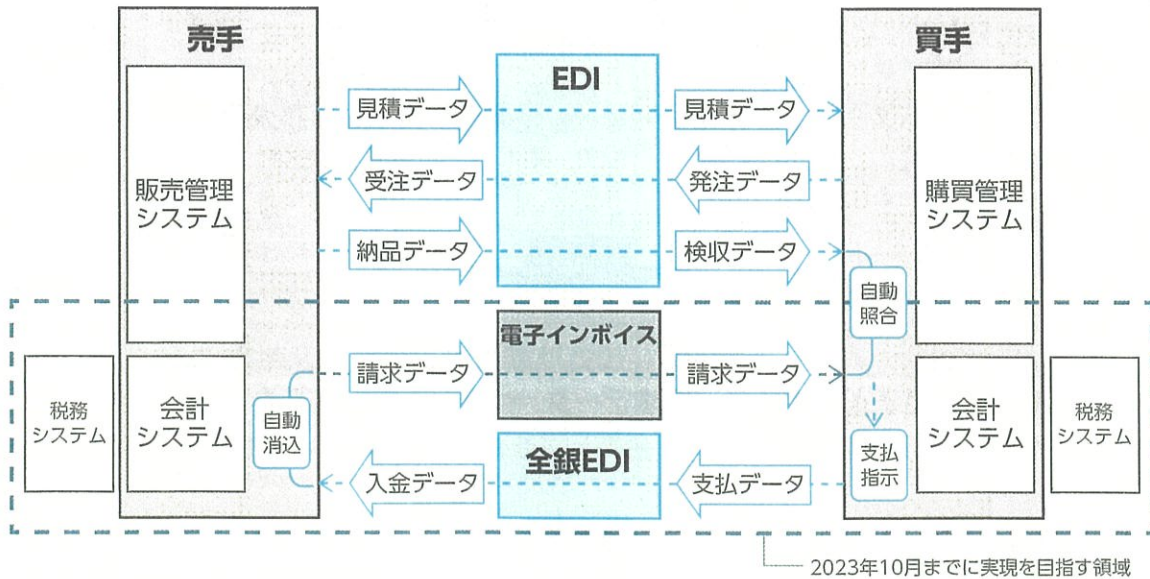 売手
EDI
買手
販売管理
システム
見積データ
見積データ
購買管理
システム
受注データ
発注データ
納品データ
検収データ
自動
照合
電子インボイス
請求データ
請求データ
税務
システム
会計
システム
自動
消込
会計
システム
税務
システム
全銀EDI
入金データ
支払データ
支払
指示
2023年10月までに実現を目指す領域